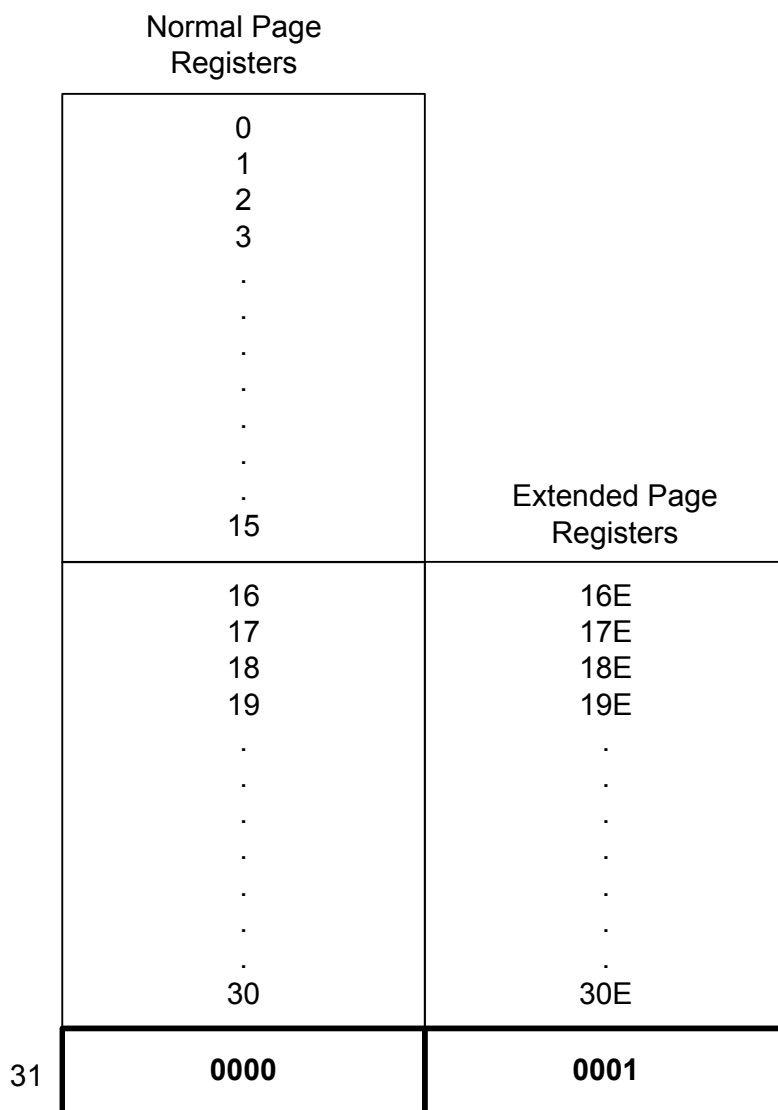 Normal Page
Registers
0
1
2
3
.
.
.
.
.
.
.
15
Extended Page
Registers
16 16E
17 17E
18 18E
19 19E
. .
. .
. .
. .
. .
. .
. .
30 30E
31 0000 0001